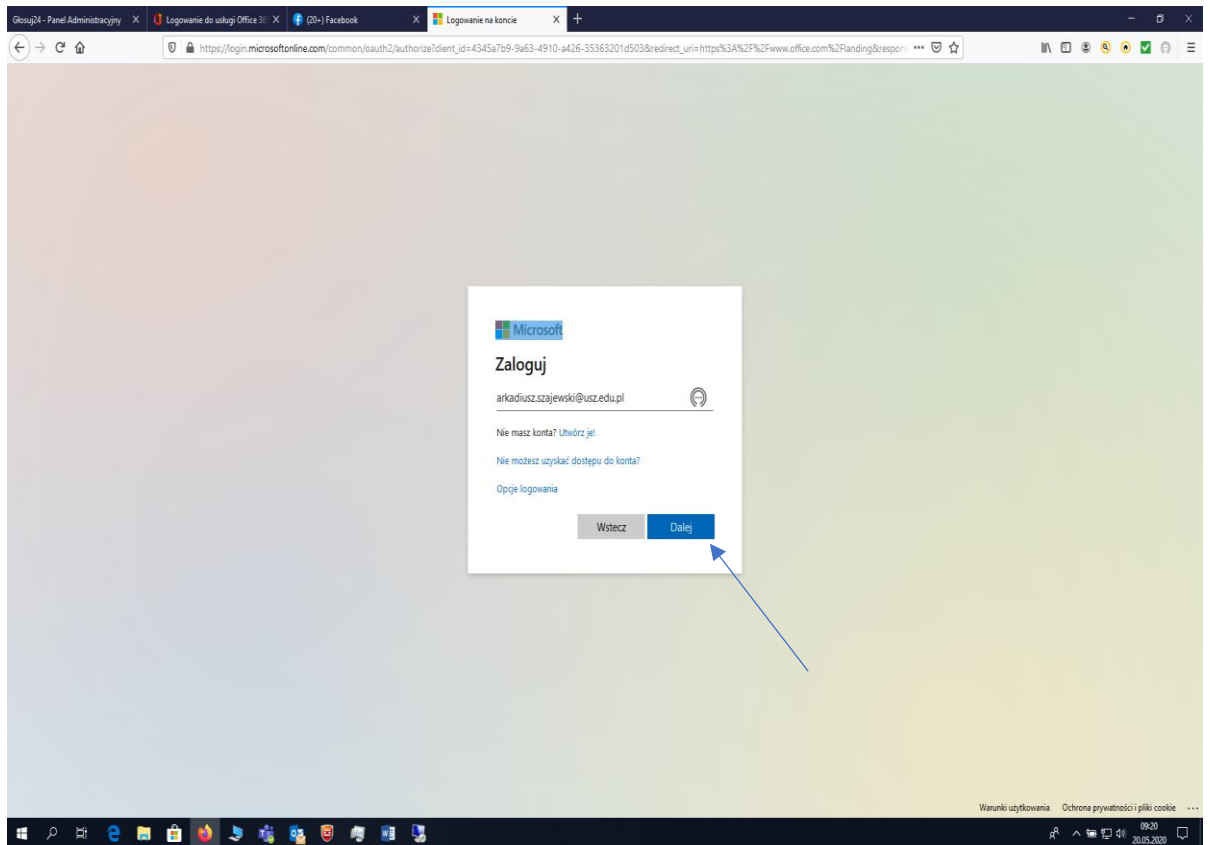 Głosuj24 - Panel Administracyjny
Logowanie do usługi Office 36
(20+) Facebook
Logowanie na koncie
https://login.microsoftonline.com/common/oauth2/authorize?client_id=4345a7b9-9a63-4910-a426-35363201d503&redirect_uri=https%3A%2F%2Fwww.office.com%2Flanding&respon
Microsoft
Zaloguj
arkadiusz.szajewski@usz.edu.pl
Nie masz konta? Utwórz je!
Nie możesz uzyskać dostępu do konta?
Opcje logowania
Wstecz
Dalej
Warunki użytkowania
Ochrona prywatności i pliki cookie
09:20
20.05.2020